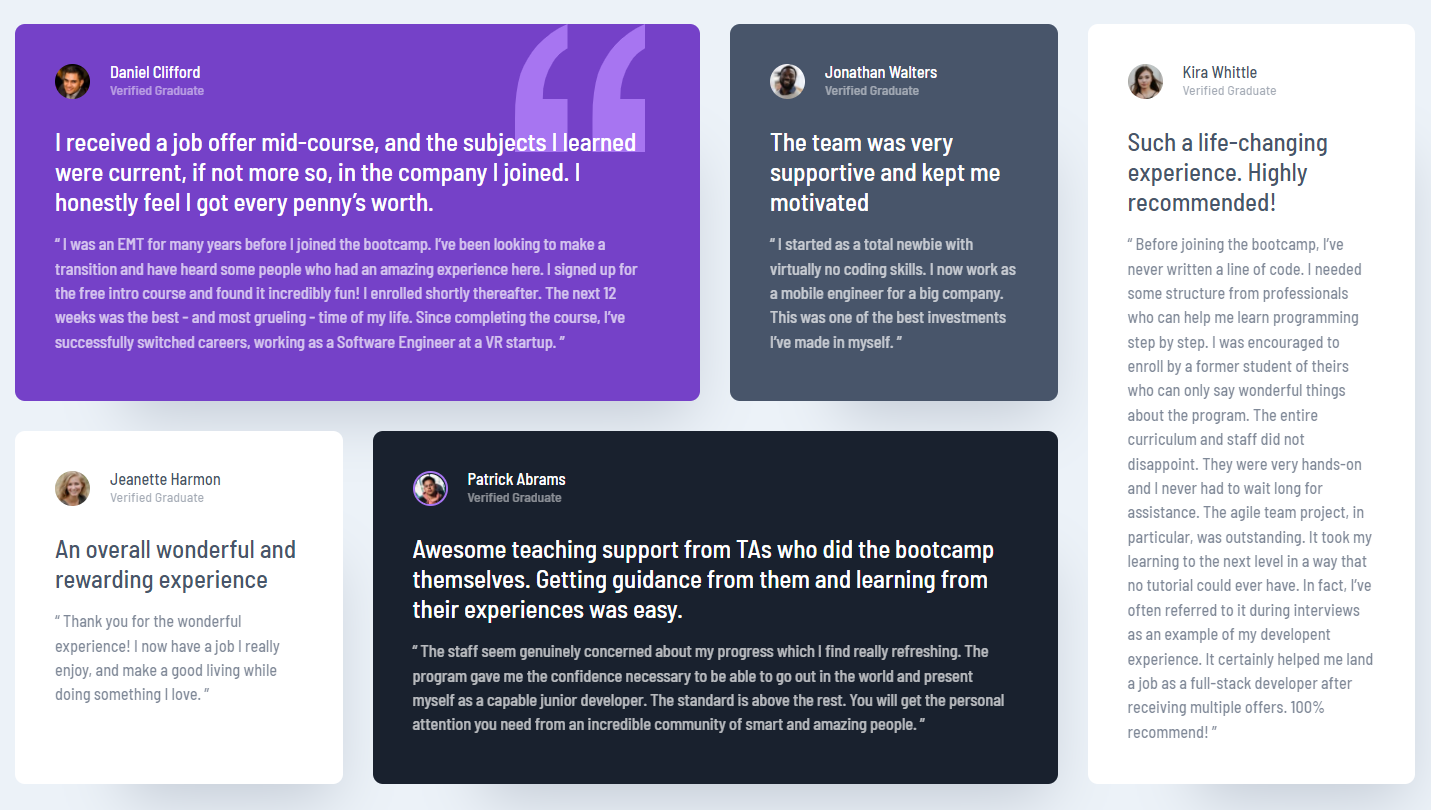 Daniel Clifford
Verified Graduate
I received a job offer mid-course, and the subjects I learned
were current, if not more so, in the company I joined. I
honestly feel I got every penny’s worth.
“ I was an EMT for many years before I joined the bootcamp. I’ve been looking to make a
transition and have heard some people who had an amazing experience here. I signed up for
the free intro course and found it incredibly fun! I enrolled shortly thereafter. The next 12
weeks was the best - and most grueling - time of my life. Since completing the course, I’ve
successfully switched careers, working as a Software Engineer at a VR startup. ”
Jonathan Walters
Verified Graduate
The team was very
supportive and kept me
motivated
“ I started as a total newbie with
virtually no coding skills. I now work as
a mobile engineer for a big company.
This was one of the best investments
I’ve made in myself. ”
Kira Whittle
Verified Graduate
Such a life-changing
experience. Highly
recommended!
“ Before joining the bootcamp, I’ve
never written a line of code. I needed
some structure from professionals
who can help me learn programming
step by step. I was encouraged to
enroll by a former student of theirs
who can only say wonderful things
about the program. The entire
curriculum and staff did not
disappoint. They were very hands-on
and I never had to wait long for
assistance. The agile team project, in
particular, was outstanding. It took my
learning to the next level in a way that
no tutorial could ever have. In fact, I’ve
often referred to it during interviews
as an example of my developent
experience. It certainly helped me land
a job as a full-stack developer after
receiving multiple offers. 100%
recommend! ”
Jeanette Harmon
Verified Graduate
An overall wonderful and
rewarding experience
“ Thank you for the wonderful
experience! I now have a job I really
enjoy, and make a good living while
doing something I love. ”
Patrick Abrams
Verified Graduate
Awesome teaching support from TAs who did the bootcamp
themselves. Getting guidance from them and learning from
their experiences was easy.
“ The staff seem genuinely concerned about my progress which I find really refreshing. The
program gave me the confidence necessary to be able to go out in the world and present
myself as a capable junior developer. The standard is above the rest. You will get the personal
attention you need from an incredible community of smart and amazing people. ”